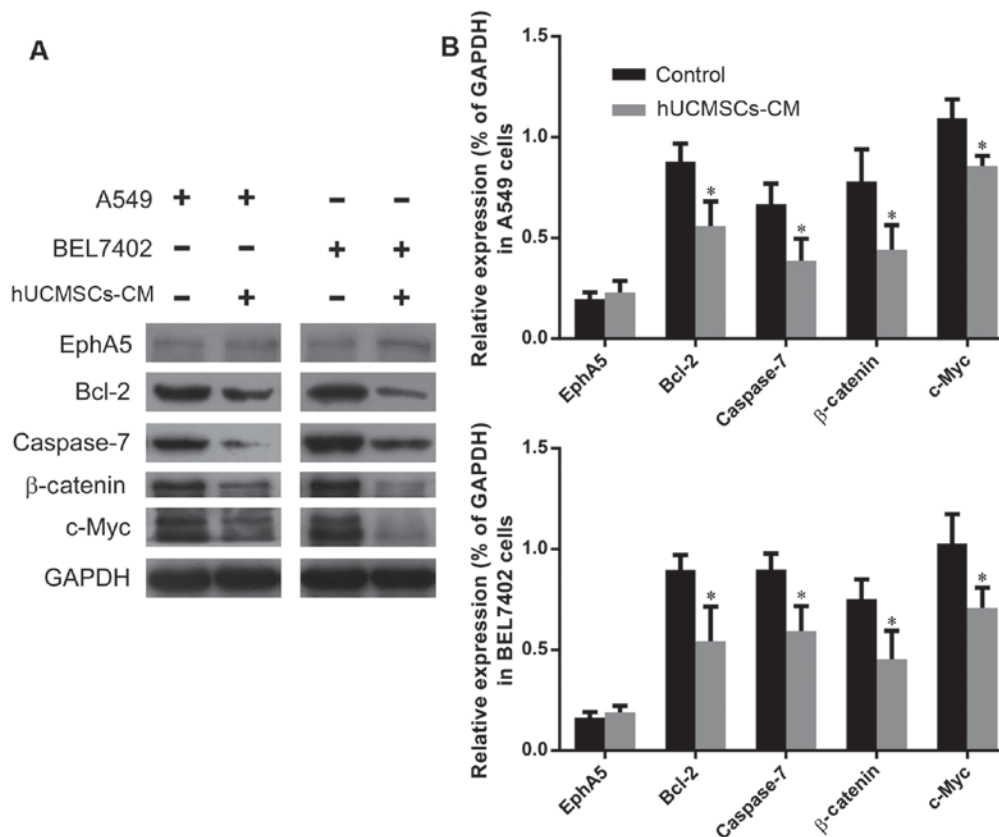 A
A549 + + − −
BEL7402 − − + +
hUCMSCs-CM − + − +
EphA5
Bcl-2
Caspase-7
β-catenin
c-Myc
GAPDH
B
Relative expression (% of GAPDH)
in A549 cells
1.5
1.0
0.5
0.0
Control
hUCMSCs-CM
*
*
*
*
EphA5
Bcl-2
Caspase-7
β-catenin
c-Myc
Relative expression (% of GAPDH)
in BEL7402 cells
1.5
1.0
0.5
0.0
*
*
*
*
EphA5
Bcl-2
Caspase-7
β-catenin
c-Myc